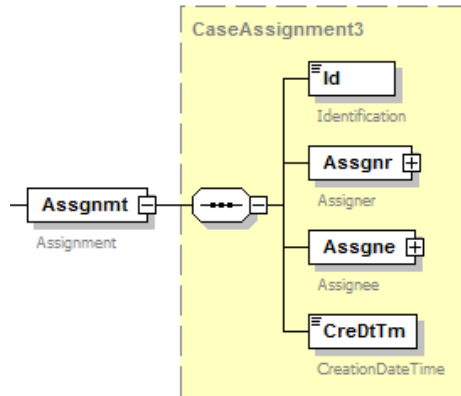 CaseAssignment3
Id
Identification
Assgnr
Assigner
Assgnmt
Assignment
Assgne
Assignee
CreDtTm
CreationDateTime